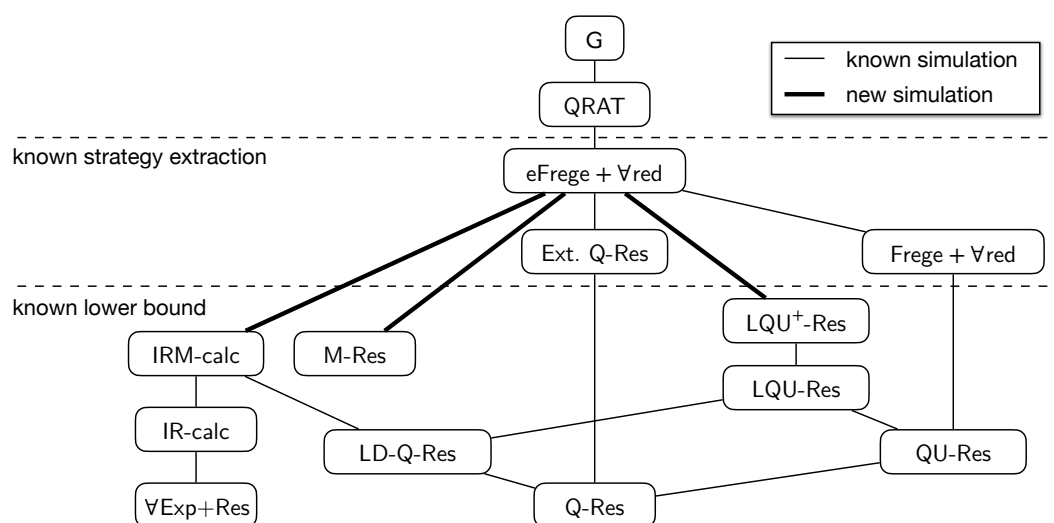 G
known simulation
new simulation
QRAT
known strategy extraction
eFrege + ∀red
Ext. Q-Res
Frege + ∀red
known lower bound
LQU⁺-Res
IRM-calc
M-Res
LQU-Res
IR-calc
LD-Q-Res
QU-Res
∀Exp+Res
Q-Res